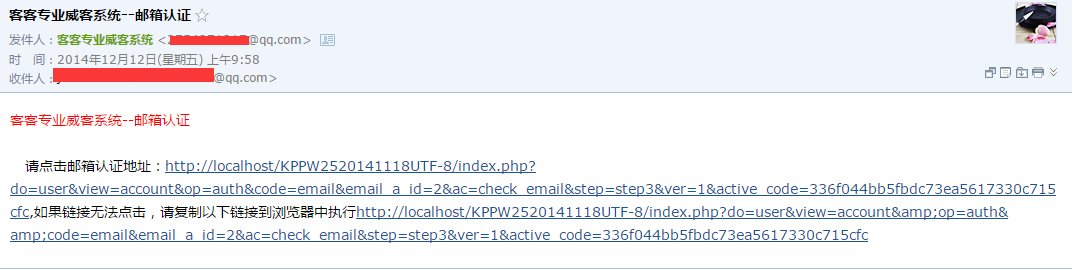 客客专业威客系统--邮箱认证
发件人：客客专业威客系统 <@qq.com>
时 间：2014年12月12日(星期五) 上午9:58
收件人：@qq.com>
客客专业威客系统--邮箱认证
请点击邮箱认证地址：http://localhost/KPPW2520141118UTF-8/index.php?
do=user&view=account&op=auth&code=email&email_a_id=2&ac=check_email&step=step3&ver=1&active_code=336f044bb5fbdc73ea5617330c715
cfc,如果链接无法点击，请复制以下链接到浏览器中执行http://localhost/KPPW2520141118UTF-8/index.php?do=user&view=account&amp;op=auth&
amp;code=email&email_a_id=2&ac=check_email&step=step3&ver=1&active_code=336f044bb5fbdc73ea5617330c715cfc